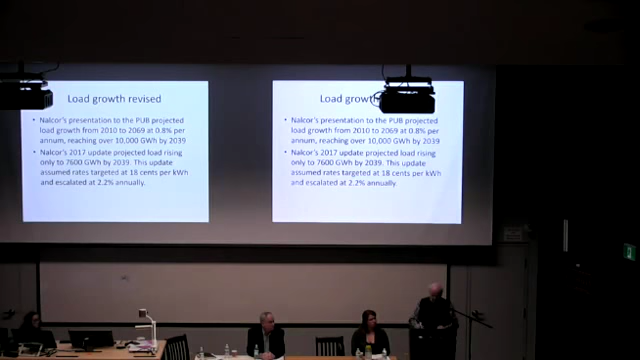 Load growth revised
• Nalcor's presentation to the PUB projected
load growth from 2010 to 2069 at 0.8% per
annum, reaching over 10,000 GWh by 2039
• Nalcor's 2017 update projected load rising
only to 7600 GWh by 2039. This update
assumed rates targeted at 18 cents per kWh
and escalated at 2.2% annually.
Load growth
• Nalcor's presentation to the PUB projected
load growth from 2010 to 2069 at 0.8% per
annum, reaching over 10,000 GWh by 2039
• Nalcor's 2017 update projected load rising
only to 7600 GWh by 2039. This update
assumed rates targeted at 18 cents per kWh
and escalated at 2.2% annually.